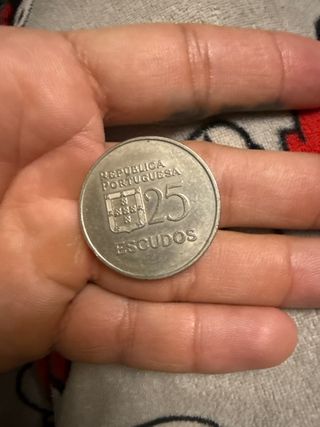 REPUBLICA
PORTUGUESA
25
ESCUDOS